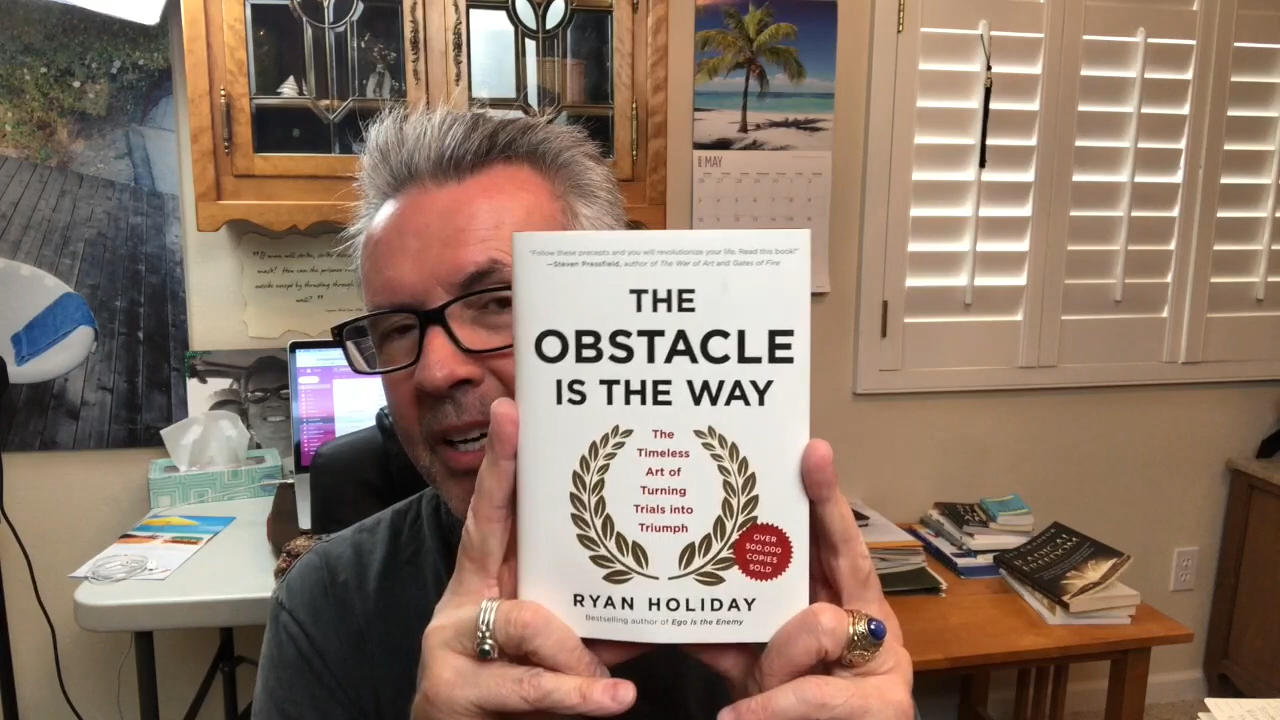 MAY
"Follow these precepts and you will revolutionize your life. Read this book!"
—Steven Pressfield, author of The War of Art and Gates of Fire
THE
OBSTACLE
IS THE WAY
The
Timeless
Art of
Turning
Trials into
Triumph
OVER
500,000
COPIES
SOLD
RYAN HOLIDAY
Bestselling author of Ego Is the Enemy
RADICAL
FREEDOM